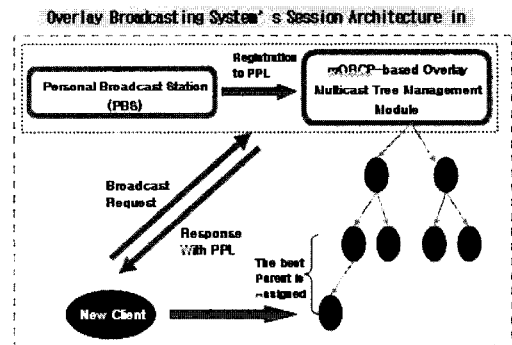 Overlay Broadcasting System's Session Architecture in
Registration
to PPL
Personal Broadcast Station
(PBS)
mOBCP-based Overlay
Multicast Tree Management
Module
Broadcast
Request
Response
With PPL
The best
Parent is
assigned
New Client